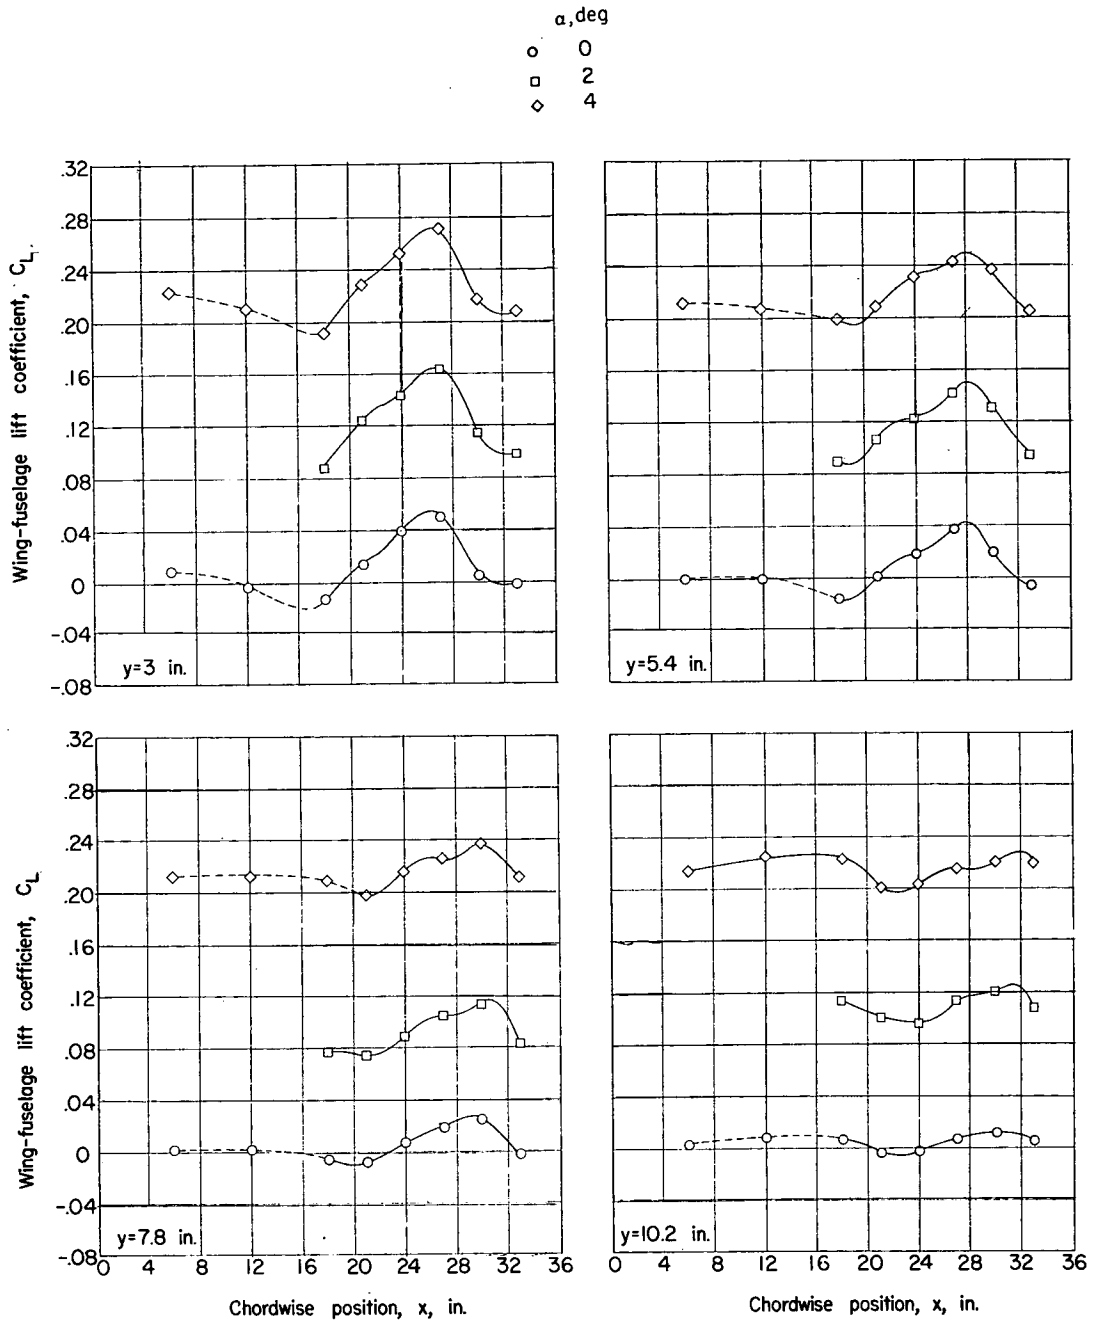 α, deg
0
2
4
.32
.28
.24
.20
.16
.12
.08
.04
0
-.04
-.08
Wing-fuselage lift coefficient, CL
y=3 in.
y=5.4 in.
.32
.28
.24
.20
.16
.12
.08
.04
0
-.04
-.08
Wing-fuselage lift coefficient, CL
y=7.8 in.
y=10.2 in.
0 4 8 12 16 20 24 28 32 36
0 4 8 12 16 20 24 28 32 36
Chordwise position, x, in.
Chordwise position, x, in.